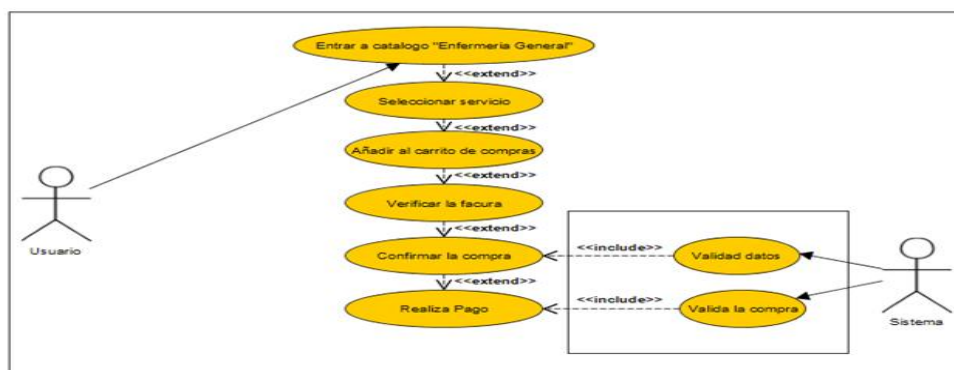 Entrar a catalogo "Enfermeria General"
<<extend>>
Seleccionar servicio
<<extend>>
Añadir al carrito de compras
<<extend>>
Verificar la facura
<<extend>>
Usuario
Confirmar la compra
<<include>>
Validad datos
<<extend>>
Realiza Pago
<<include>>
Valida la compra
Sistema